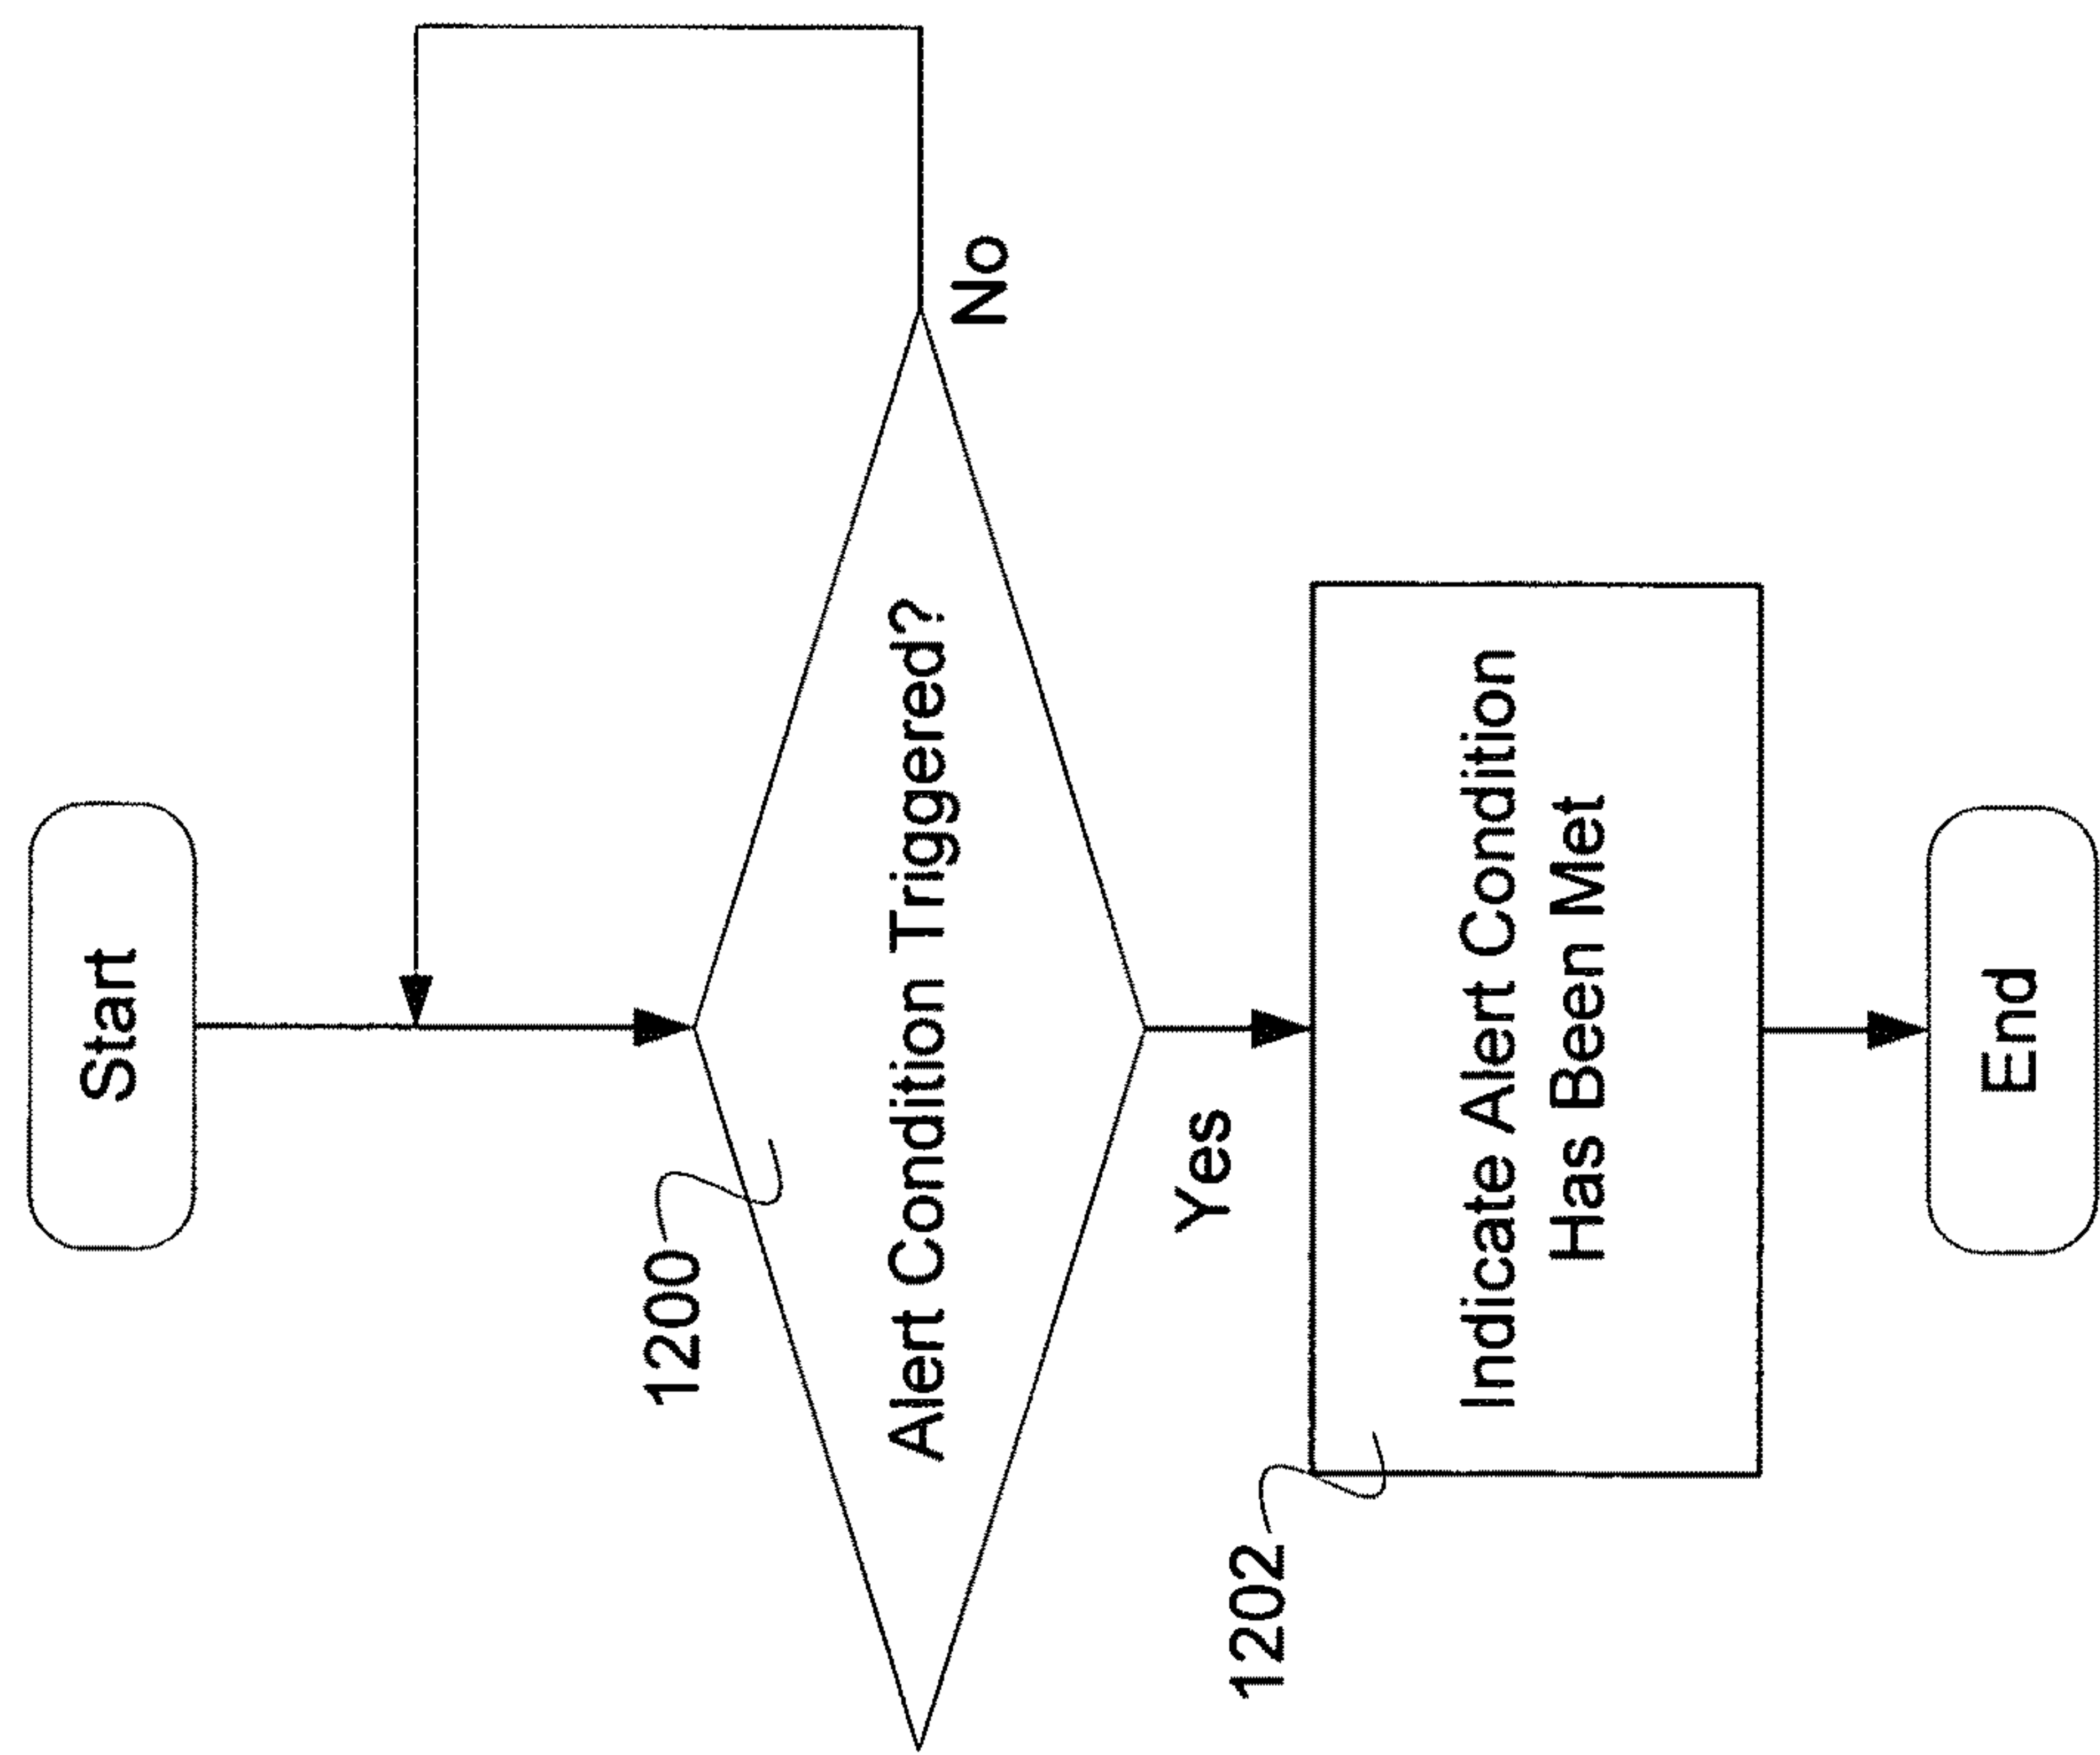 Start
1200
Alert Condition Triggered?
No
Yes
1202
Indicate Alert Condition
Has Been Met
End